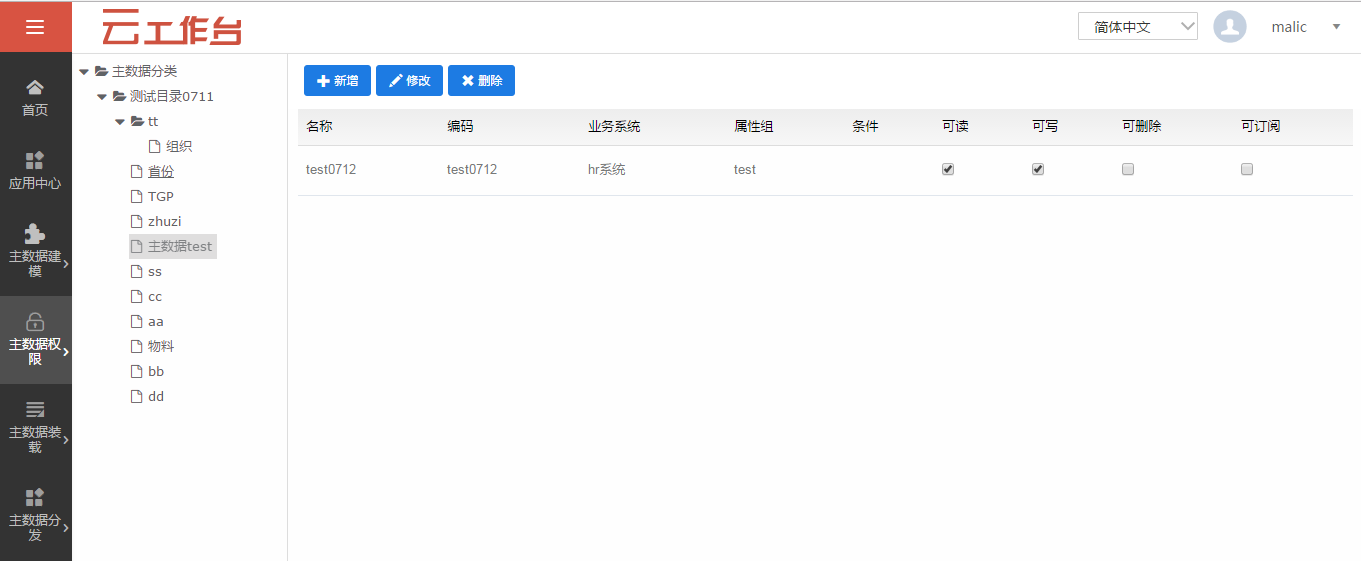 云工作台
简体中文
malic
首页
应用中心
主数据建
模
主数据权
限
主数据装
载
主数据分
发
主数据分类
测试目录0711
tt
组织
省份
TGP
zhuzi
主数据test
ss
cc
aa
物料
bb
dd
新增 修改 删除
名称 编码 业务系统 属性组 条件 可读 可写 可删除 可订阅
test0712 test0712 hr系统 test